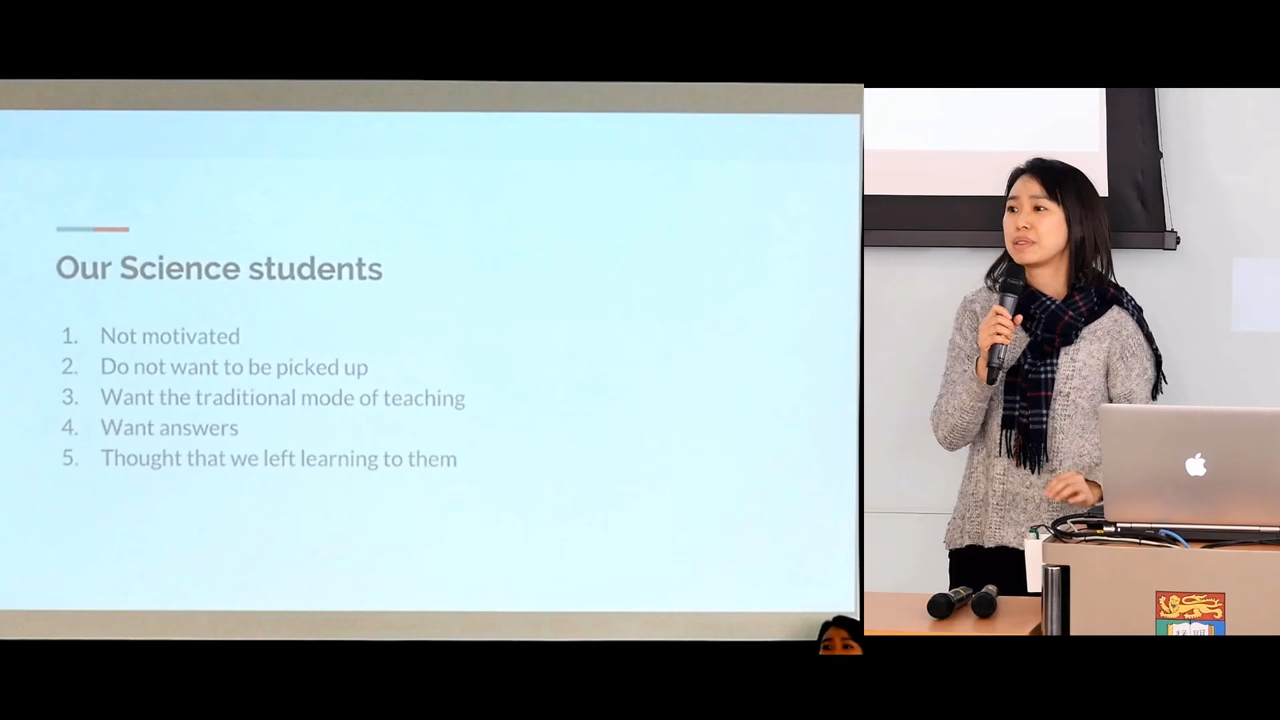 Our Science students
1. Not motivated
2. Do not want to be picked up
3. Want the traditional mode of teaching
4. Want answers
5. Thought that we left learning to them